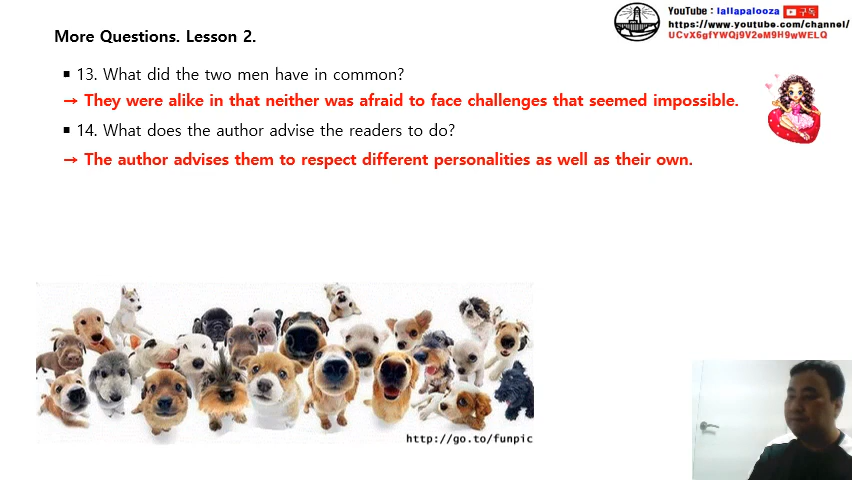 YouTube : lallapalooza 구독
https://www.youtube.com/channel/
UCvX6gfYWQj9V2eM9H9wWELQ
More Questions. Lesson 2.
■ 13. What did the two men have in common?
→ They were alike in that neither was afraid to face challenges that seemed impossible.
■ 14. What does the author advise the readers to do?
→ The author advises them to respect different personalities as well as their own.
http://go.to/funpic